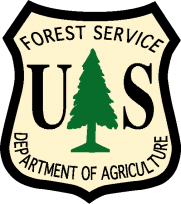 FOREST SERVICE
U S
DEPARTMENT OF AGRICULTURE